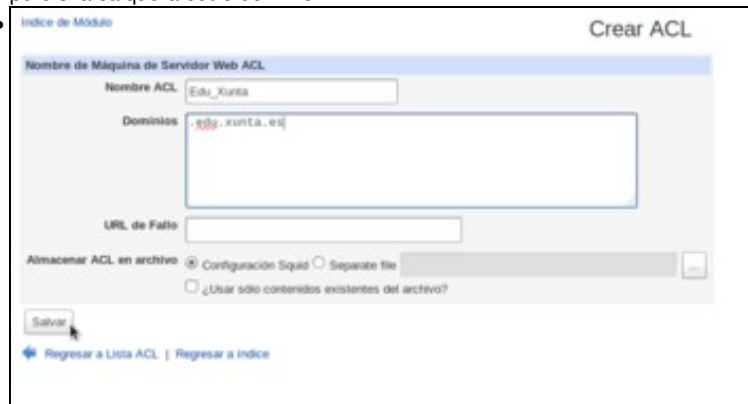 Indice de Módulo
Crear ACL
Nombre de Máquina de Servidor Web ACL
Nombre ACL Edu_Xunta
Dominios .edu.xunta.es
URL de Fallo
Almacenar ACL en archivo Configuración Squid Separate file ...
¿Usar sólo contenidos existentes del archivo?
Salvar
Regresar a Lista ACL | Regresar a índice